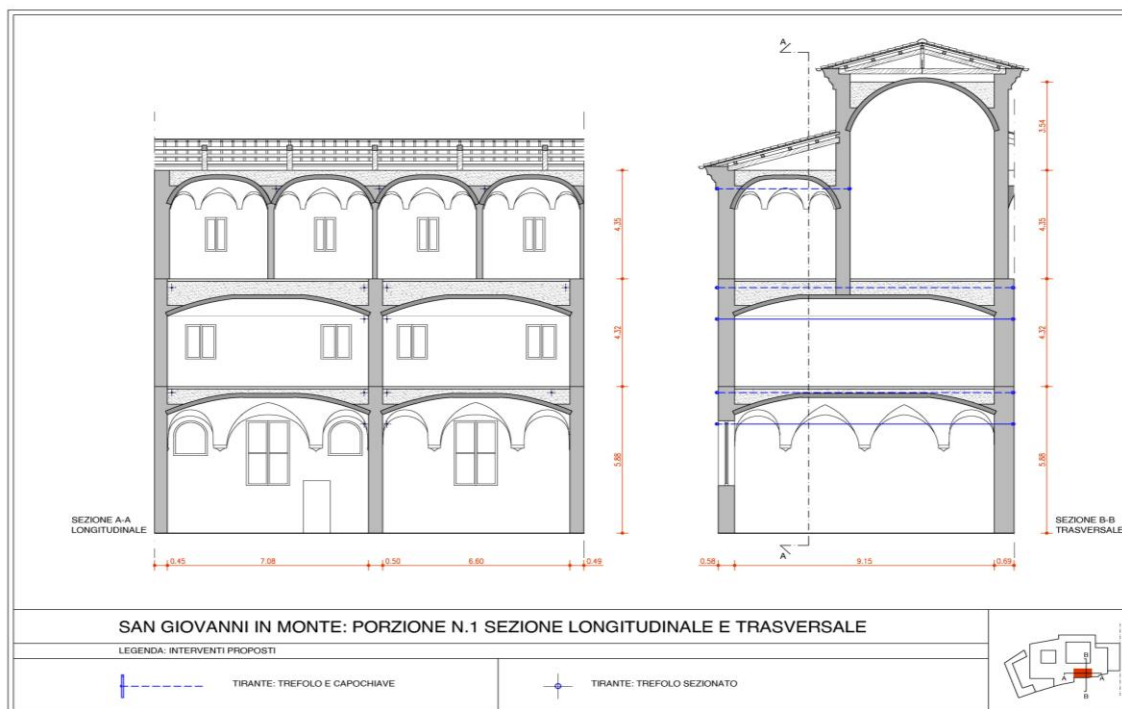 A
3.54
4.35
4.35
4.32
4.32
5.88
5.88
SEZIONE A-A
LONGITUDINALE
SEZIONE B-B
TRASVERSALE
A
0.45
7.08
0.50
6.60
0.49
0.58
9.15
0.69
SAN GIOVANNI IN MONTE: PORZIONE N.1 SEZIONE LONGITUDINALE E TRASVERSALE
LEGENDA: INTERVENTI PROPOSTI
TIRANTE: TREFOLO E CAPOCHIAVE
TIRANTE: TREFOLO SEZIONATO
B
A
A
B